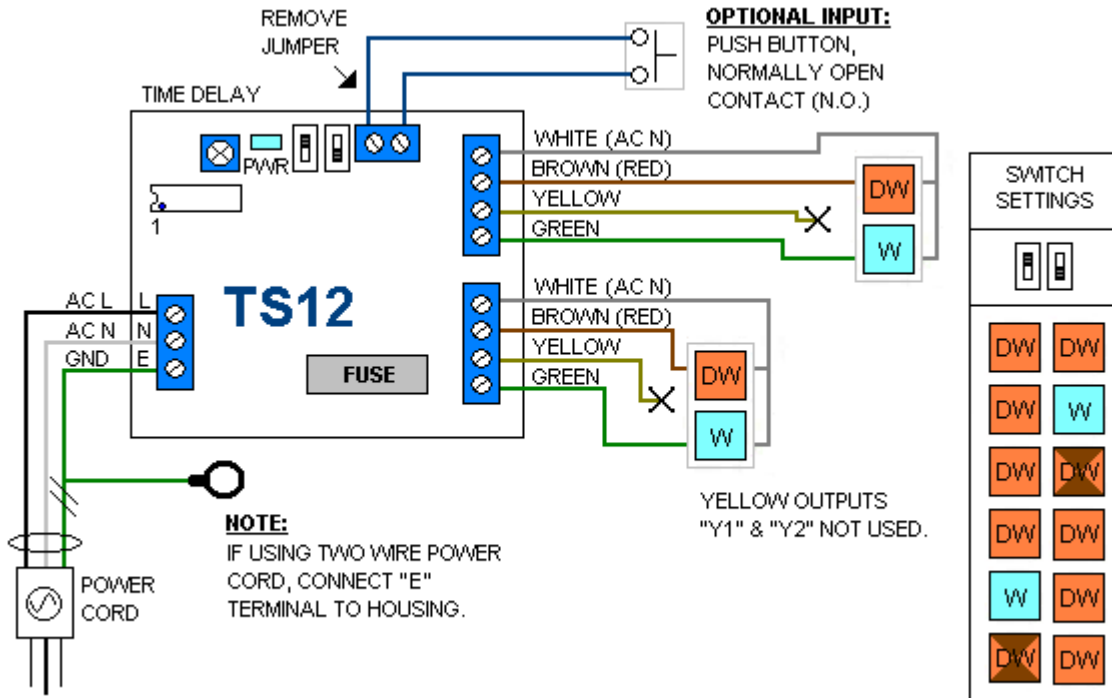 REMOVE
JUMPER
OPTIONAL INPUT:
PUSH BUTTON,
NORMALLY OPEN
CONTACT (N.O.)
TIME DELAY
PWR
1
WHITE (AC N)
BROWN (RED)
YELLOW
GREEN
DW
W
TS12
AC L L
AC N N
GND E
FUSE
WHITE (AC N)
BROWN (RED)
YELLOW
GREEN
DW
W
YELLOW OUTPUTS
"Y1" & "Y2" NOT USED.
NOTE:
IF USING TWO WIRE POWER
CORD, CONNECT "E"
TERMINAL TO HOUSING.
POWER
CORD
SWITCH
SETTINGS
DW DW
DW W
DW DW
DW DW
W DW
DW DW